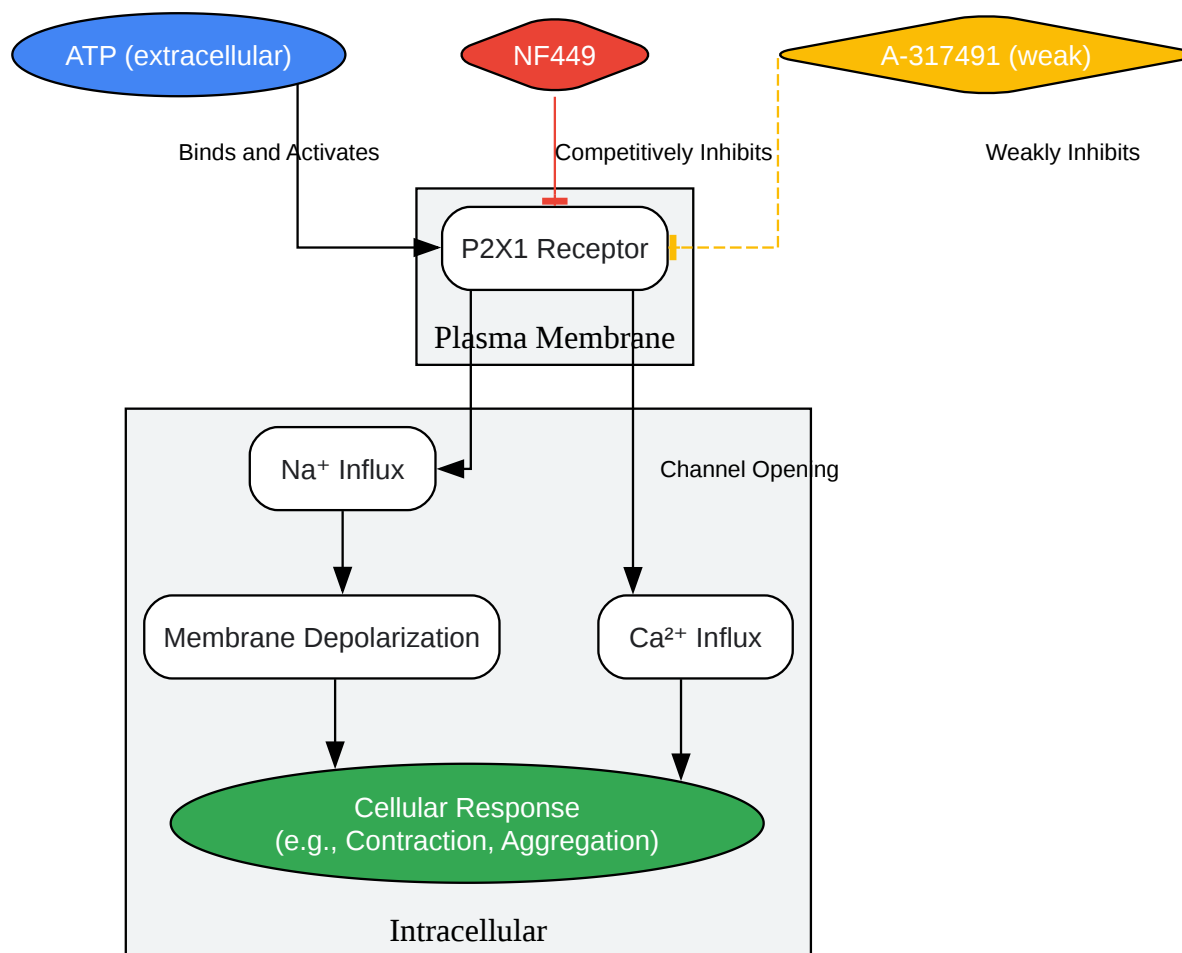 ATP (extracellular)
NF449
A-317491 (weak)
Binds and Activates
Competitively Inhibits
Weakly Inhibits
P2X1 Receptor
Plasma Membrane
Na⁺ Influx
Channel Opening
Membrane Depolarization
Ca²⁺ Influx
Cellular Response
(e.g., Contraction, Aggregation)
Intracellular